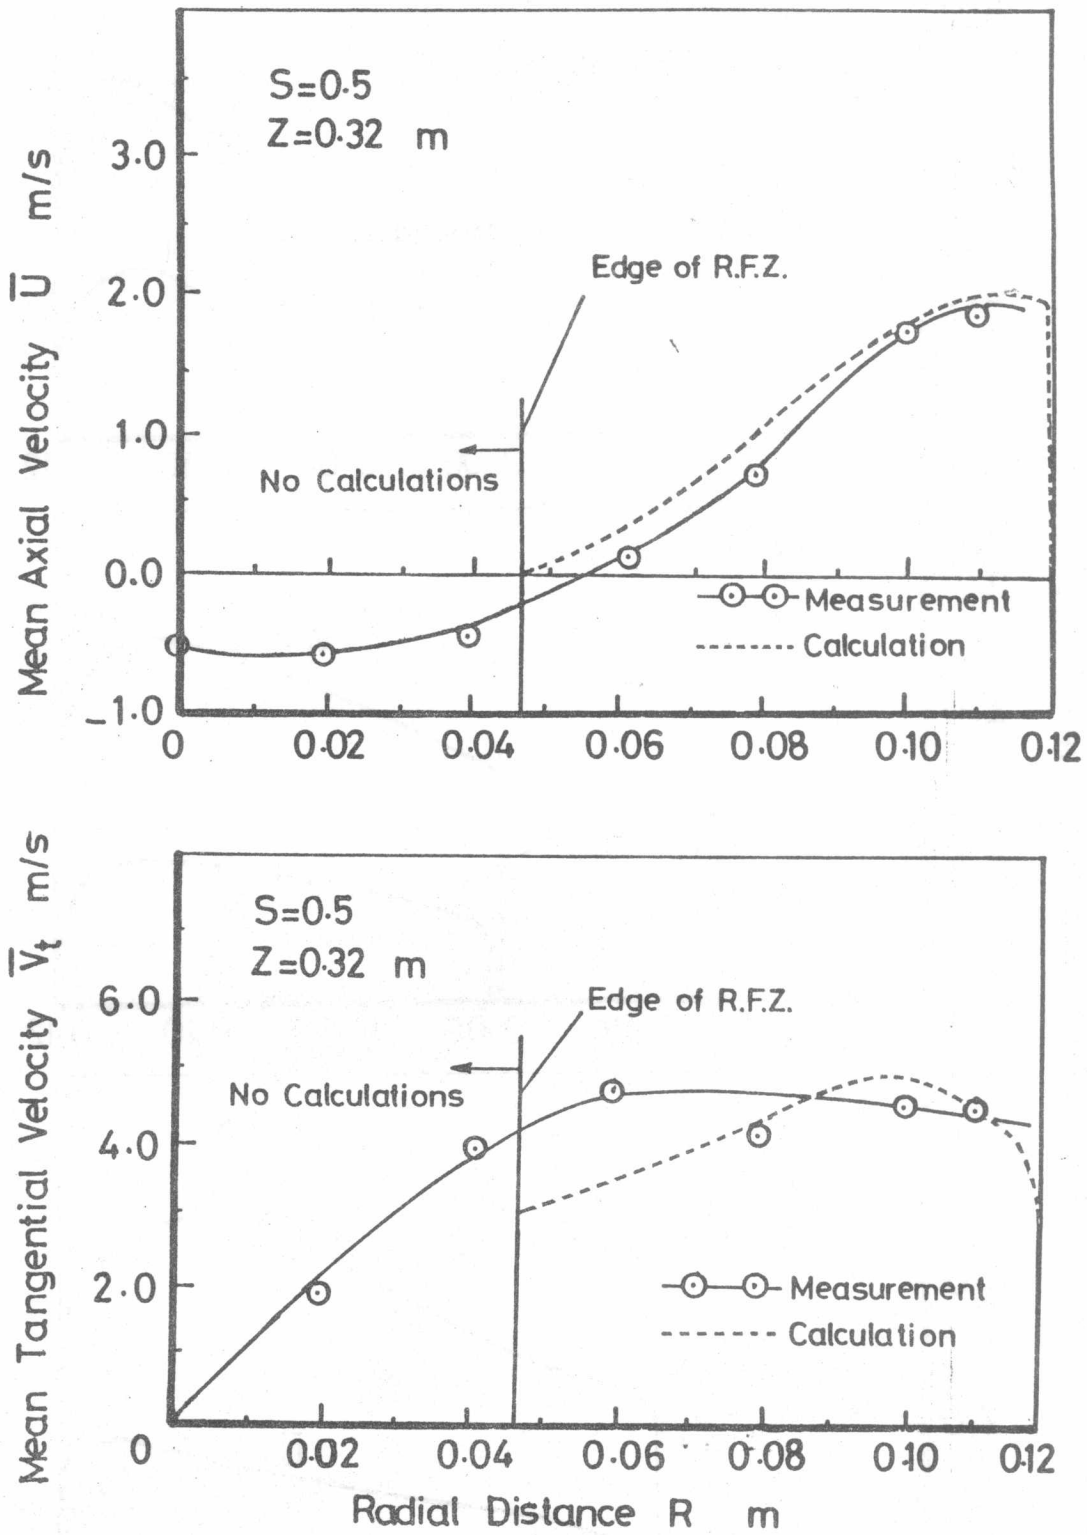 S=0.5
Z=0.32 m
Mean Axial Velocity U̅ m/s
3.0
2.0
1.0
0.0
-1.0
Edge of R.F.Z.
No Calculations
Measurement
Calculation
0 0.02 0.04 0.06 0.08 0.10 0.12
S=0.5
Z=0.32 m
Mean Tangential Velocity V̅t m/s
6.0
4.0
2.0
0
Edge of R.F.Z.
No Calculations
Measurement
Calculation
0.02 0.04 0.06 0.08 0.10 0.12
Radial Distance R m